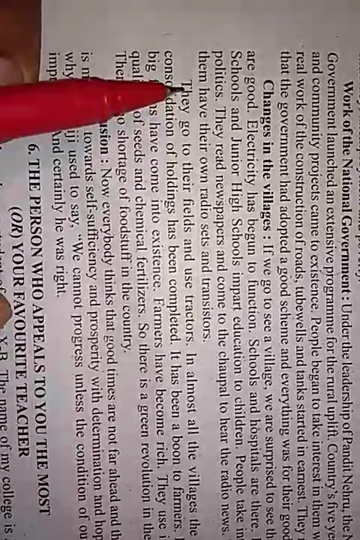 Work of the National Government : Under the leadership of Pandit Nehru, the N
Government launched an extensive programme for the rural uplift. Country's five ye
and community projects came to existence. People began to take interest in them w
real work of the construction of roads, tubewells and tanks started in earnest. They r
that the government had adopted a good scheme and everything was for their good
Changes in the villages : If we go to see a village, we are surprised to see th
are good. Electricity has begun to function. Schools and hospitals are there. I
Schools and Junior High Schools impart education to children. People take in
politics. They read newspapers and come to the chaupal to hear the radio news.
them have their own radio sets and transistors.
They go to their fields and use tractors. In almost all the villages the
consolidation of holdings has been completed. It has been a boon to farmers. I
big farms have come into existence. Farmers have become rich. They use i
qual of seeds and chemical fertilizers. So there is a green revolution in the
There no shortage of foodstuff in the country.
sion : Now everybody thinks that good times are not far ahead and th
is m towards self-sufficiency and prosperity with determination and hop
why ji used to say, "We cannot progress unless the condition of ou
imp And certainly he was right.
6. THE PERSON WHO APPEALS TO YOU THE MOST
(OR) YOUR FAVOURITE TEACHER
X-B. The name of my college is